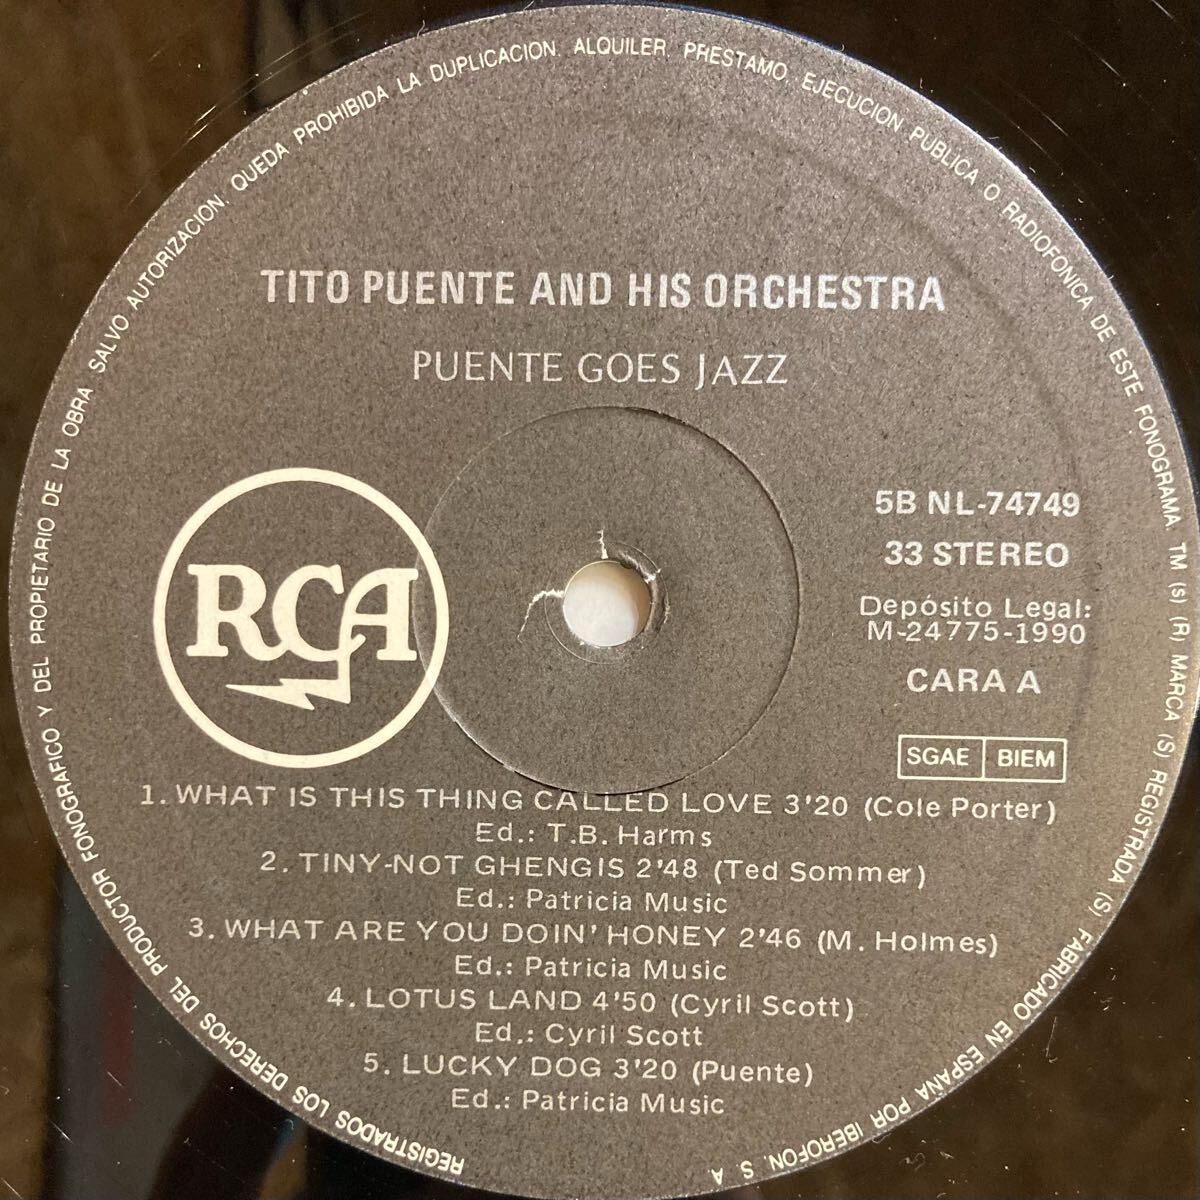 REGISTRADOS LOS DERECHOS DEL PRODUCTOR FONOGRAFICO Y DEL PROPIETARIO DE LA OBRA SALVO AUTORIZACION, QUEDA PROHIBIDA LA DUPLICACION, ALQUILER, PRESTAMO, EJECUCION PUBLICA O RADIOFONICA DE ESTE FONOGRAMA. TM (s) (R) MARCA (S) REGISTRADA (S) FABRICADO EN ESPAÑA POR IBEROFON, S. A
TITO PUENTE AND HIS ORCHESTRA
PUENTE GOES JAZZ
RCA
5B NL-74749
33 STEREO
Depósito Legal:
M-24775-1990
CARA A
SGAE BIEM
1. WHAT IS THIS THING CALLED LOVE 3'20 (Cole Porter)
Ed.: T.B. Harms
2. TINY-NOT GHENGIS 2'48 (Ted Sommer)
Ed.: Patricia Music
3. WHAT ARE YOU DOIN' HONEY 2'46 (M. Holmes)
Ed.: Patricia Music
4. LOTUS LAND 4'50 (Cyril Scott)
Ed.: Cyril Scott
5. LUCKY DOG 3'20 (Puente)
Ed.: Patricia Music